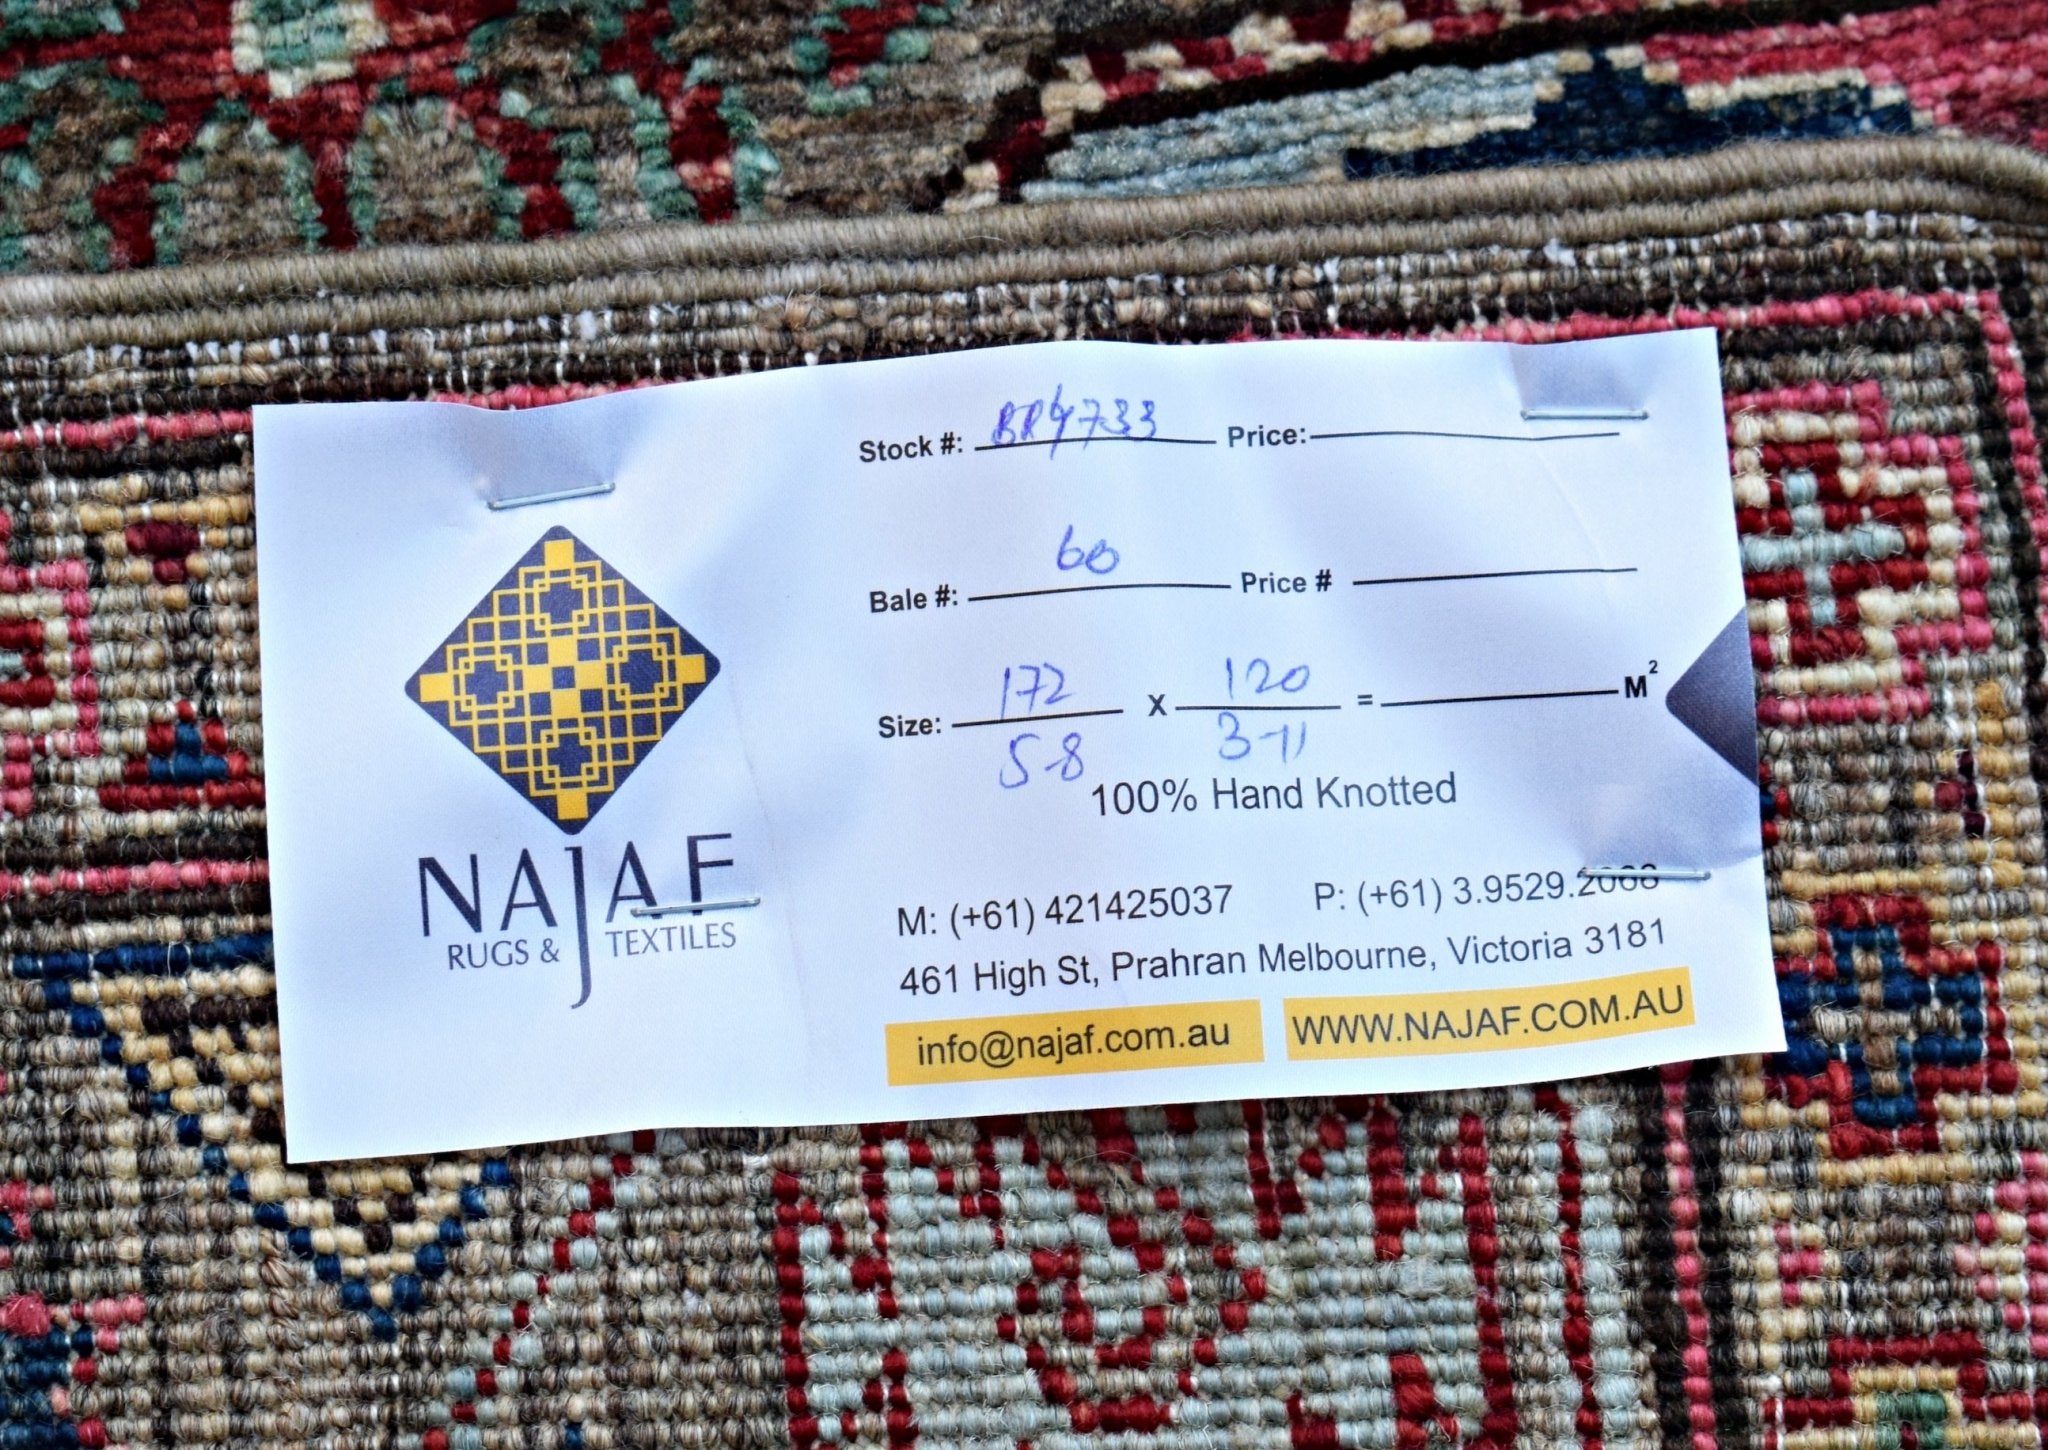 Stock #: BR4733 Price:
Bale #: 60 Price #
Size: 172 x 120 = M²
5-8 3-11
100% Hand Knotted
NAJAF
RUGS & TEXTILES
M: (+61) 421425037 P: (+61) 3.9529.2068
461 High St, Prahran Melbourne, Victoria 3181
info@najaf.com.au WWW.NAJAF.COM.AU